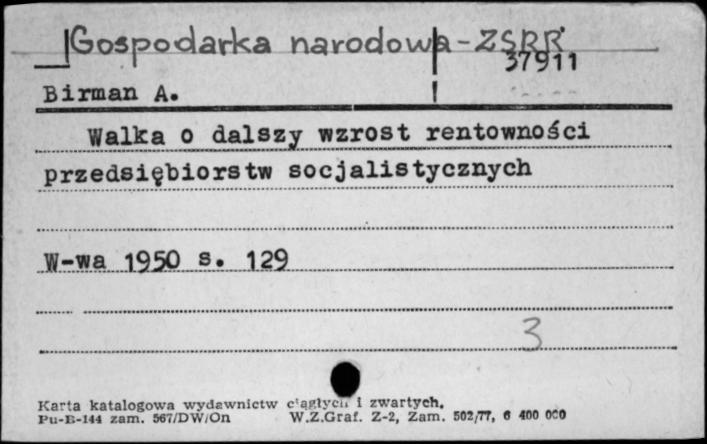 Gospodarka narodowa - ZSRR
37911
Birman A.
Walka o dalszy wzrost rentowności
przedsiębiorstw socjalistycznych
W-wa 1950 s. 129
3
Karta katalogowa wydawnictw ciągłych i zwartych.
Pu-B-144 zam. 567/DW/On W.Z.Graf. Z-2, Zam. 502/77, 6 400 000